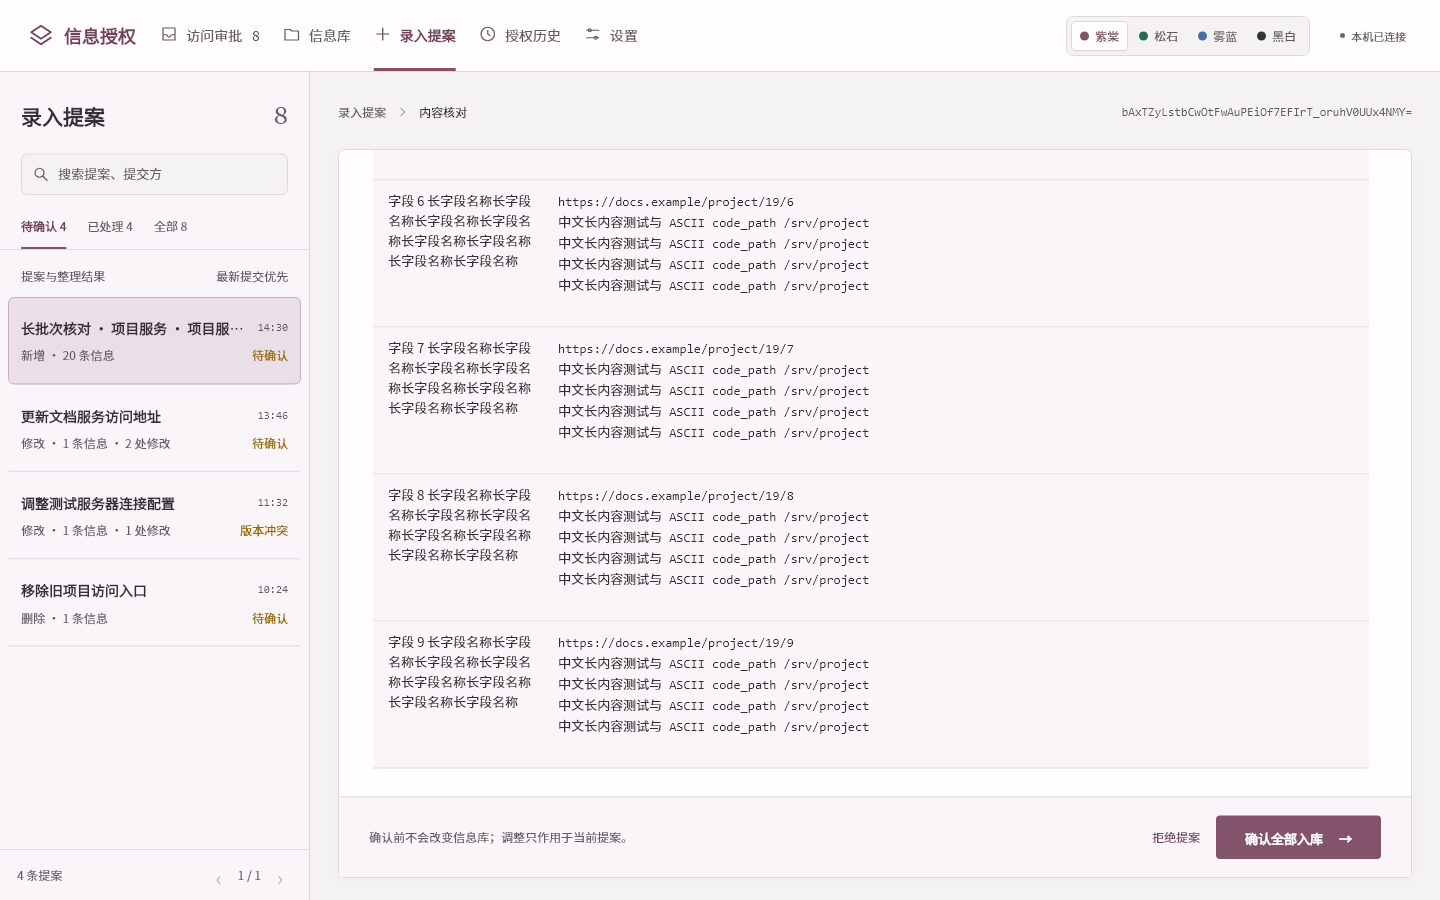 信息授权
访问审批 8
信息库
录入提案
授权历史
设置
紫棠
松石
雾蓝
黑白
本机已连接
录入提案
8
搜索提案、提交方
待确认 4
已处理 4
全部 8
提案与整理结果
最新提交优先
长批次核对 · 项目服务 · 项目服…
14:30
新增 · 20 条信息
待确认
更新文档服务访问地址
13:46
修改 · 1 条信息 · 2 处修改
待确认
调整测试服务器连接配置
11:32
修改 · 1 条信息 · 1 处修改
版本冲突
移除旧项目访问入口
10:24
删除 · 1 条信息
待确认
4 条提案
‹ 1 / 1 ›
录入提案 > 内容核对
bAxTZyLstbCwOtFwAuPEiOf7EFIrT_oruhV0UUx4NMY=
字段 6 长字段名称长字段
名称长字段名称长字段名
称长字段名称长字段名称
长字段名称长字段名称
https://docs.example/project/19/6
中文长内容测试与 ASCII code_path /srv/project
中文长内容测试与 ASCII code_path /srv/project
中文长内容测试与 ASCII code_path /srv/project
中文长内容测试与 ASCII code_path /srv/project
字段 7 长字段名称长字段
名称长字段名称长字段名
称长字段名称长字段名称
长字段名称长字段名称
https://docs.example/project/19/7
中文长内容测试与 ASCII code_path /srv/project
中文长内容测试与 ASCII code_path /srv/project
中文长内容测试与 ASCII code_path /srv/project
中文长内容测试与 ASCII code_path /srv/project
字段 8 长字段名称长字段
名称长字段名称长字段名
称长字段名称长字段名称
长字段名称长字段名称
https://docs.example/project/19/8
中文长内容测试与 ASCII code_path /srv/project
中文长内容测试与 ASCII code_path /srv/project
中文长内容测试与 ASCII code_path /srv/project
中文长内容测试与 ASCII code_path /srv/project
字段 9 长字段名称长字段
名称长字段名称长字段名
称长字段名称长字段名称
长字段名称长字段名称
https://docs.example/project/19/9
中文长内容测试与 ASCII code_path /srv/project
中文长内容测试与 ASCII code_path /srv/project
中文长内容测试与 ASCII code_path /srv/project
中文长内容测试与 ASCII code_path /srv/project
确认前不会改变信息库；调整只作用于当前提案。
拒绝提案
确认全部入库 →